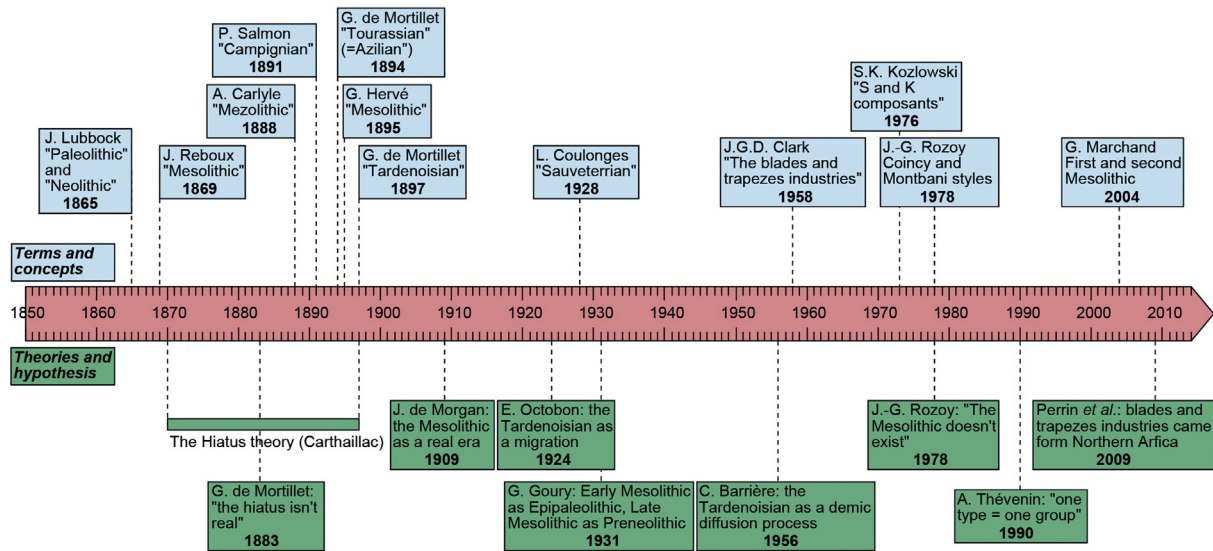 P. Salmon
"Campignian"
1891
G. de Mortillet
"Tourassian"
(=Azilian")
1894
A. Carlyle
"Mezolithic"
1888
G. Hervé
"Mesolithic"
1895
J. Lubbock
"Paleolithic"
and
"Neolithic"
1865
J. Reboux
"Mesolithic"
1869
G. de Mortillet
"Tardenoisian"
1897
L. Coulonges
"Sauveterrian"
1928
J.G.D. Clark
"The blades and
trapezes industries"
1958
S.K. Kozlowski
"S and K
composants"
1976
J.-G. Rozoy
Coincy and
Montbani styles
1978
G. Marchand
First and second
Mesolithic
2004
Terms and
concepts
1850 1860 1870 1880 1890 1900 1910 1920 1930 1940 1950 1960 1970 1980 1990 2000 2010
Theories and
hypothesis
The Hiatus theory (Carthaillac)
G. de Mortillet:
"the hiatus isn't
real"
1883
J. de Morgan:
the Mesolithic
as a real era
1909
E. Octobon: the
Tardenoisian as
a migration
1924
G. Goury: Early Mesolithic
as Epipaleolithic, Late
Mesolithic as Preneolithic
1931
C. Barrière: the
Tardenoisian as a demic
diffusion process
1956
J.-G. Rozoy: "The
Mesolithic doesn't
exist"
1978
A. Thévenin: "one
type = one group"
1990
Perrin et al.: blades and
trapezes industries came
form Northern Arfica
2009